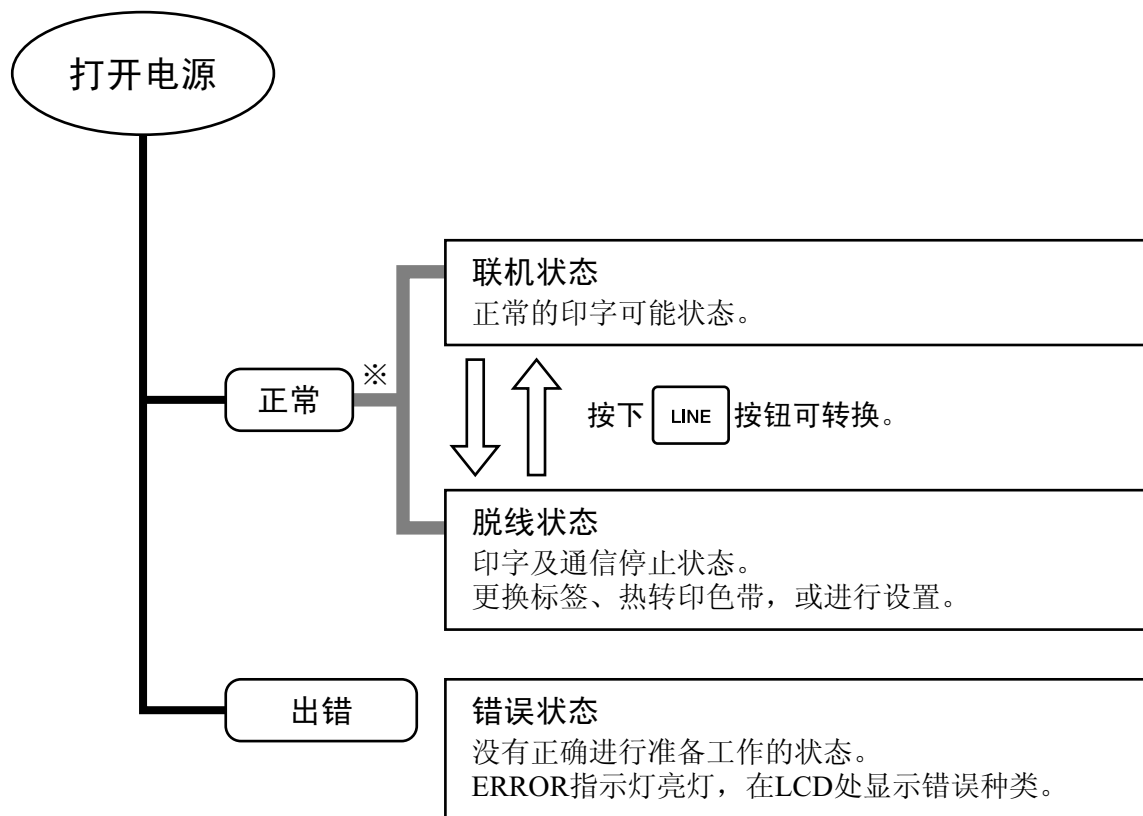 打开电源
联机状态
正常的印字可能状态。
正常
※
按下 LINE 按钮可转换。
脱线状态
印字及通信停止状态。
更换标签、热转印色带，或进行设置。
出错
错误状态
没有正确进行准备工作的状态。
ERROR指示灯亮灯，在LCD处显示错误种类。